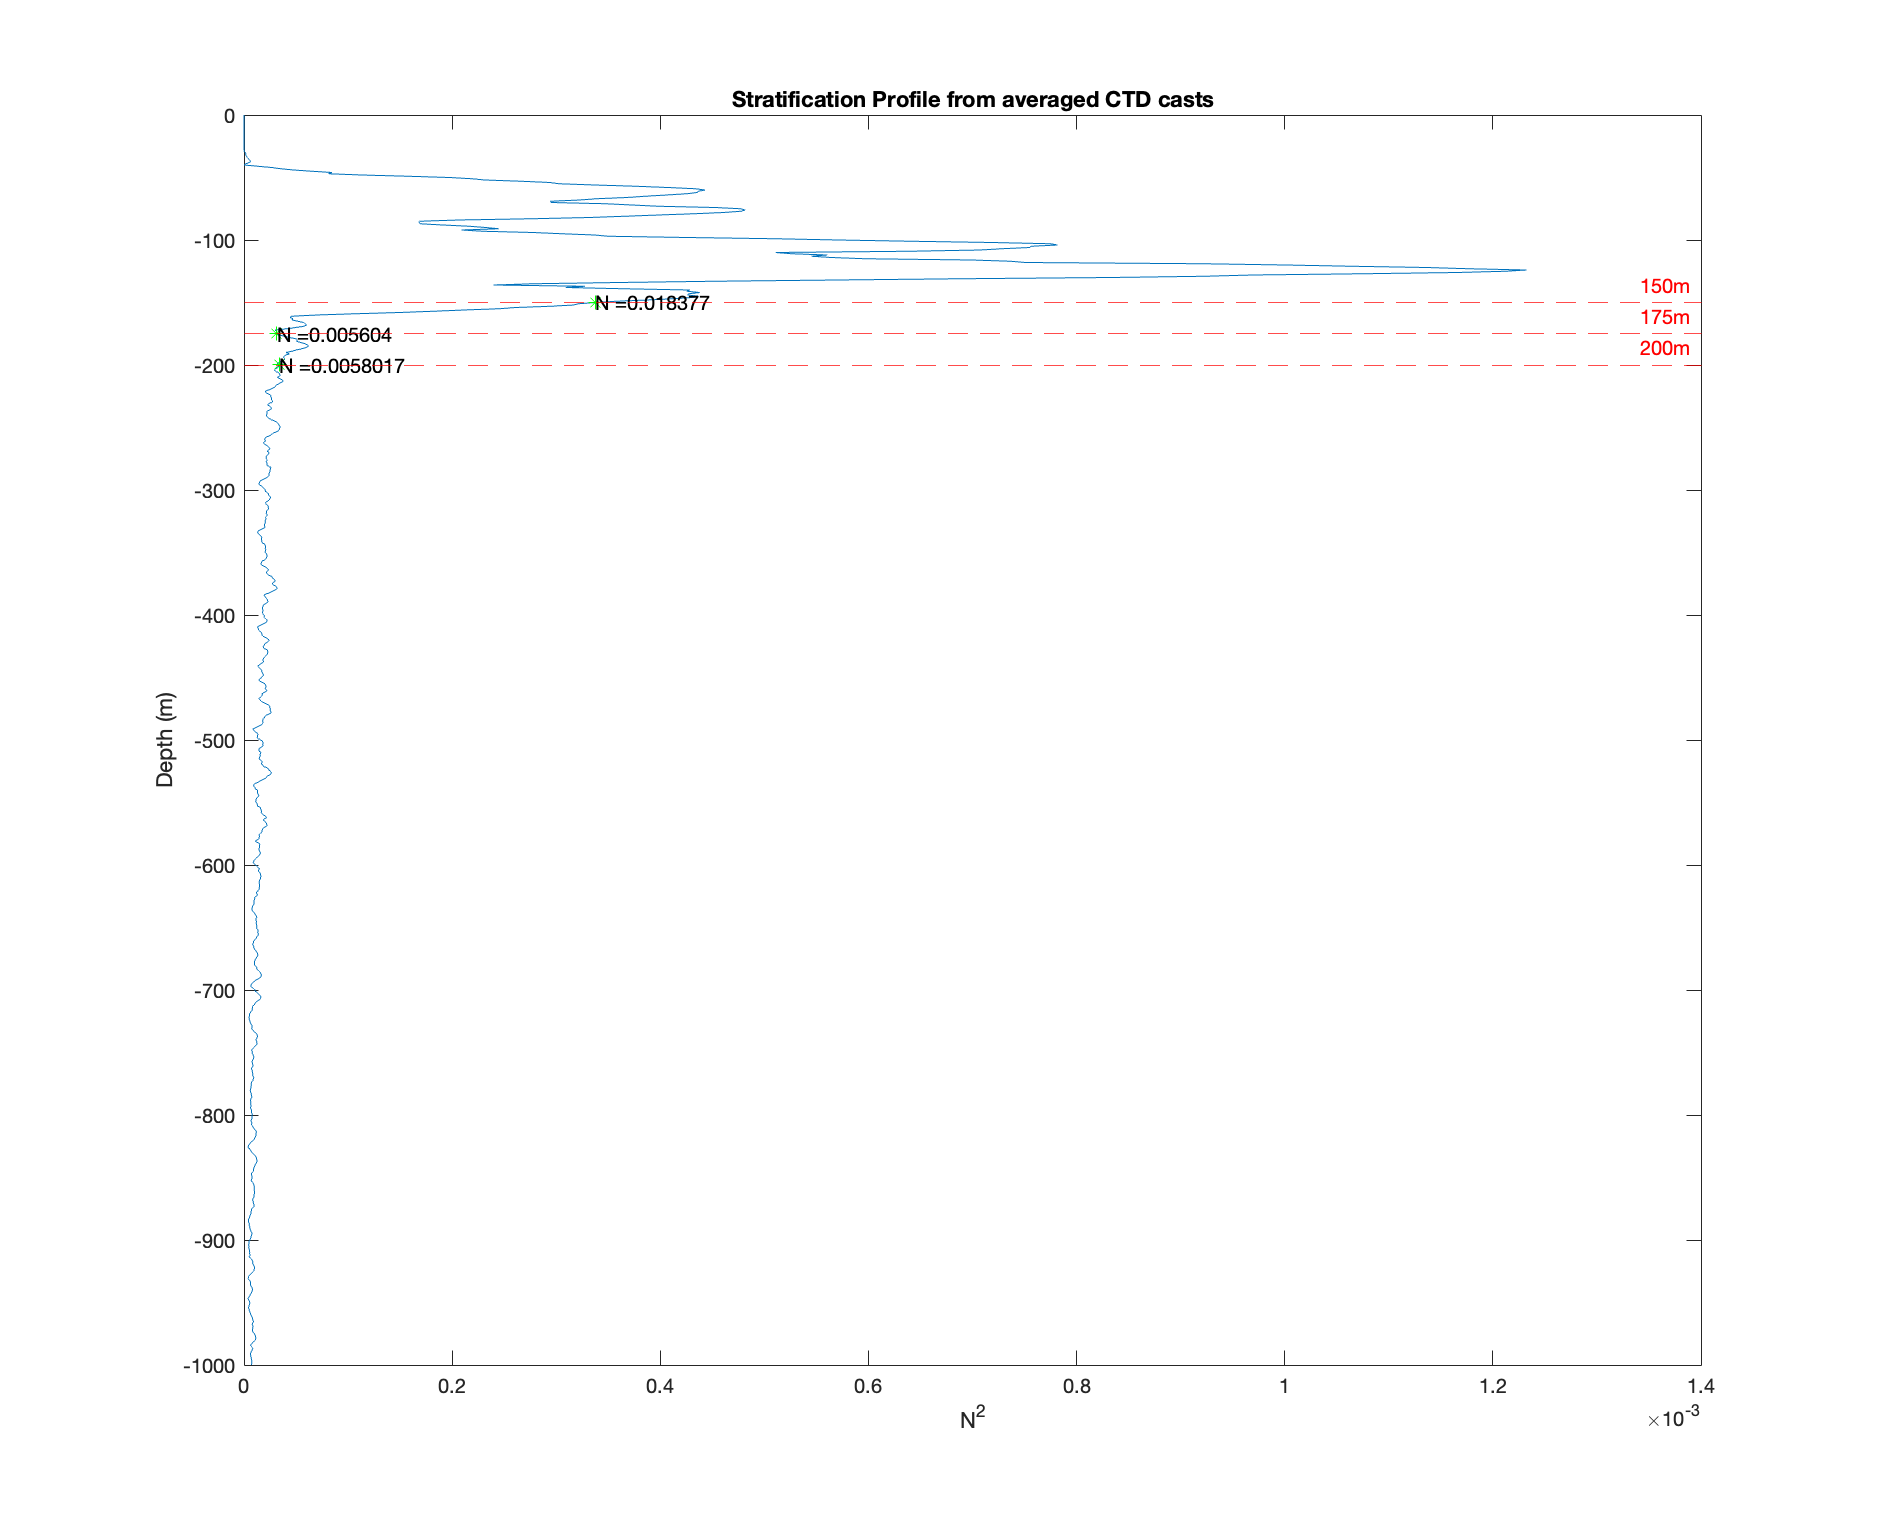 Stratification Profile from averaged CTD casts
0
-100
150m
N =0.018377
175m
N =0.005604
200m
-200
N =0.0058017
-300
-400
-500
Depth (m)
-600
-700
-800
-900
-1000
0 0.2 0.4 0.6 0.8 1 1.2 1.4
N²
×10⁻³